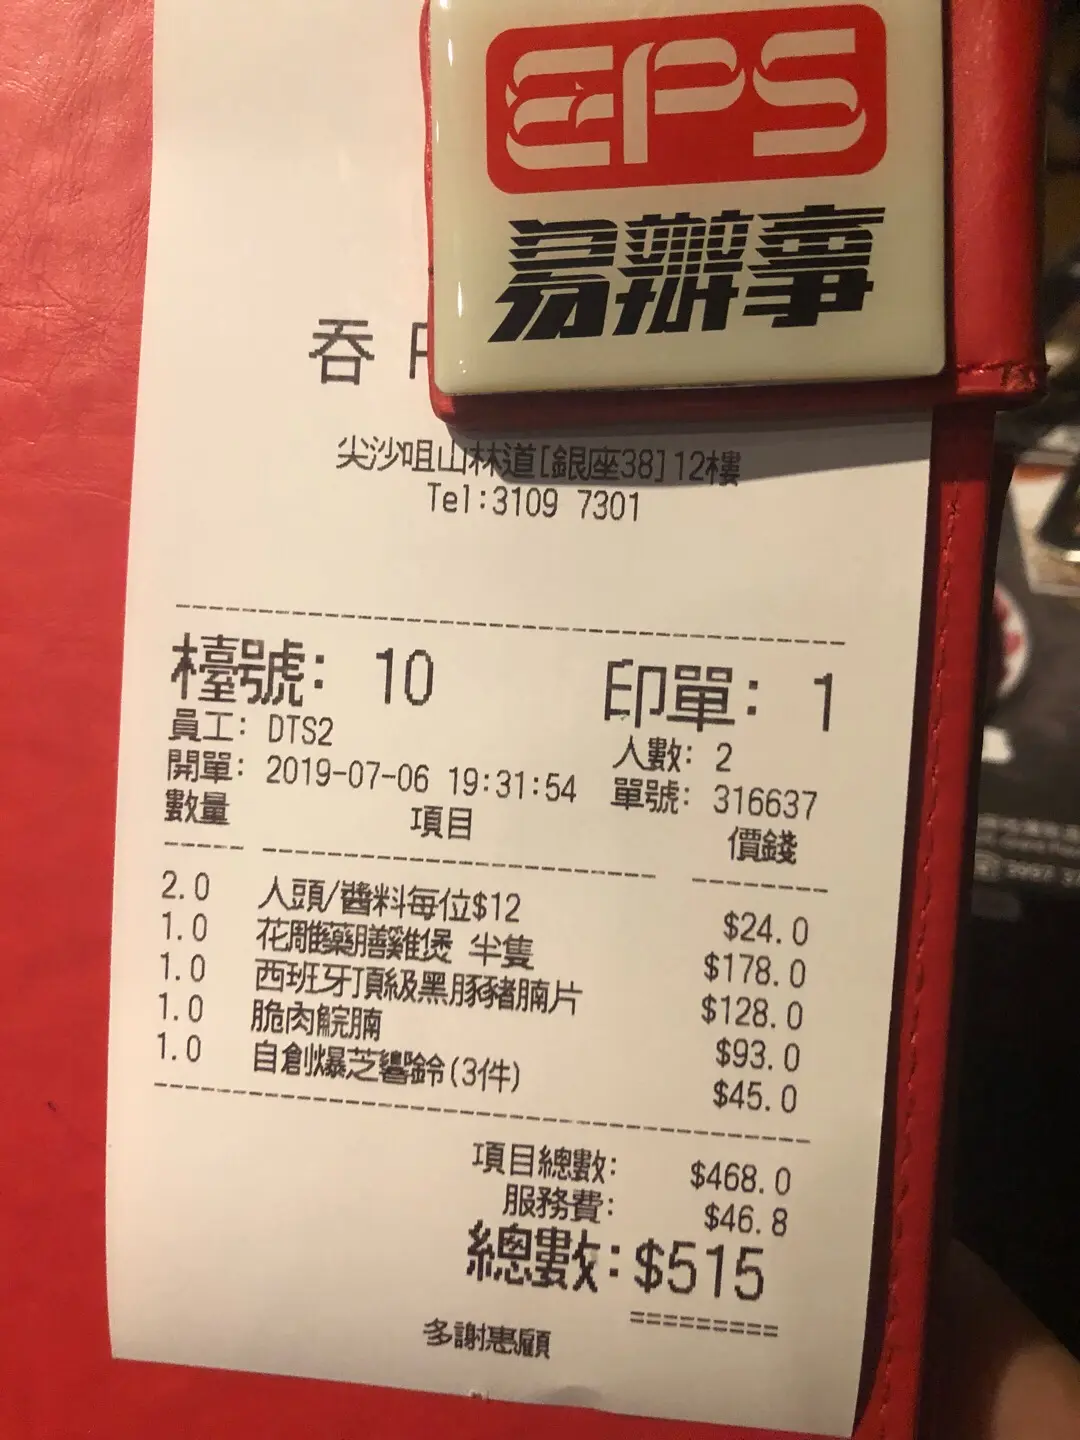 EPS
易辦事
吞
尖沙咀山林道[銀座38]12樓
Tel:3109 7301
檯號: 10 印單: 1
員工: DTS2 人數: 2
開單: 2019-07-06 19:31:54 單號: 316637
數量 項目 價錢
2.0 人頭/醬料每位$12 $24.0
1.0 花雕藥膳雞煲 半隻 $178.0
1.0 西班牙頂級黑豚豬腩片 $128.0
1.0 脆肉鯇腩 $93.0
1.0 自創爆芝響鈴(3件) $45.0
項目總數: $468.0
服務費: $46.8
總數: $515
=========
多謝惠顧